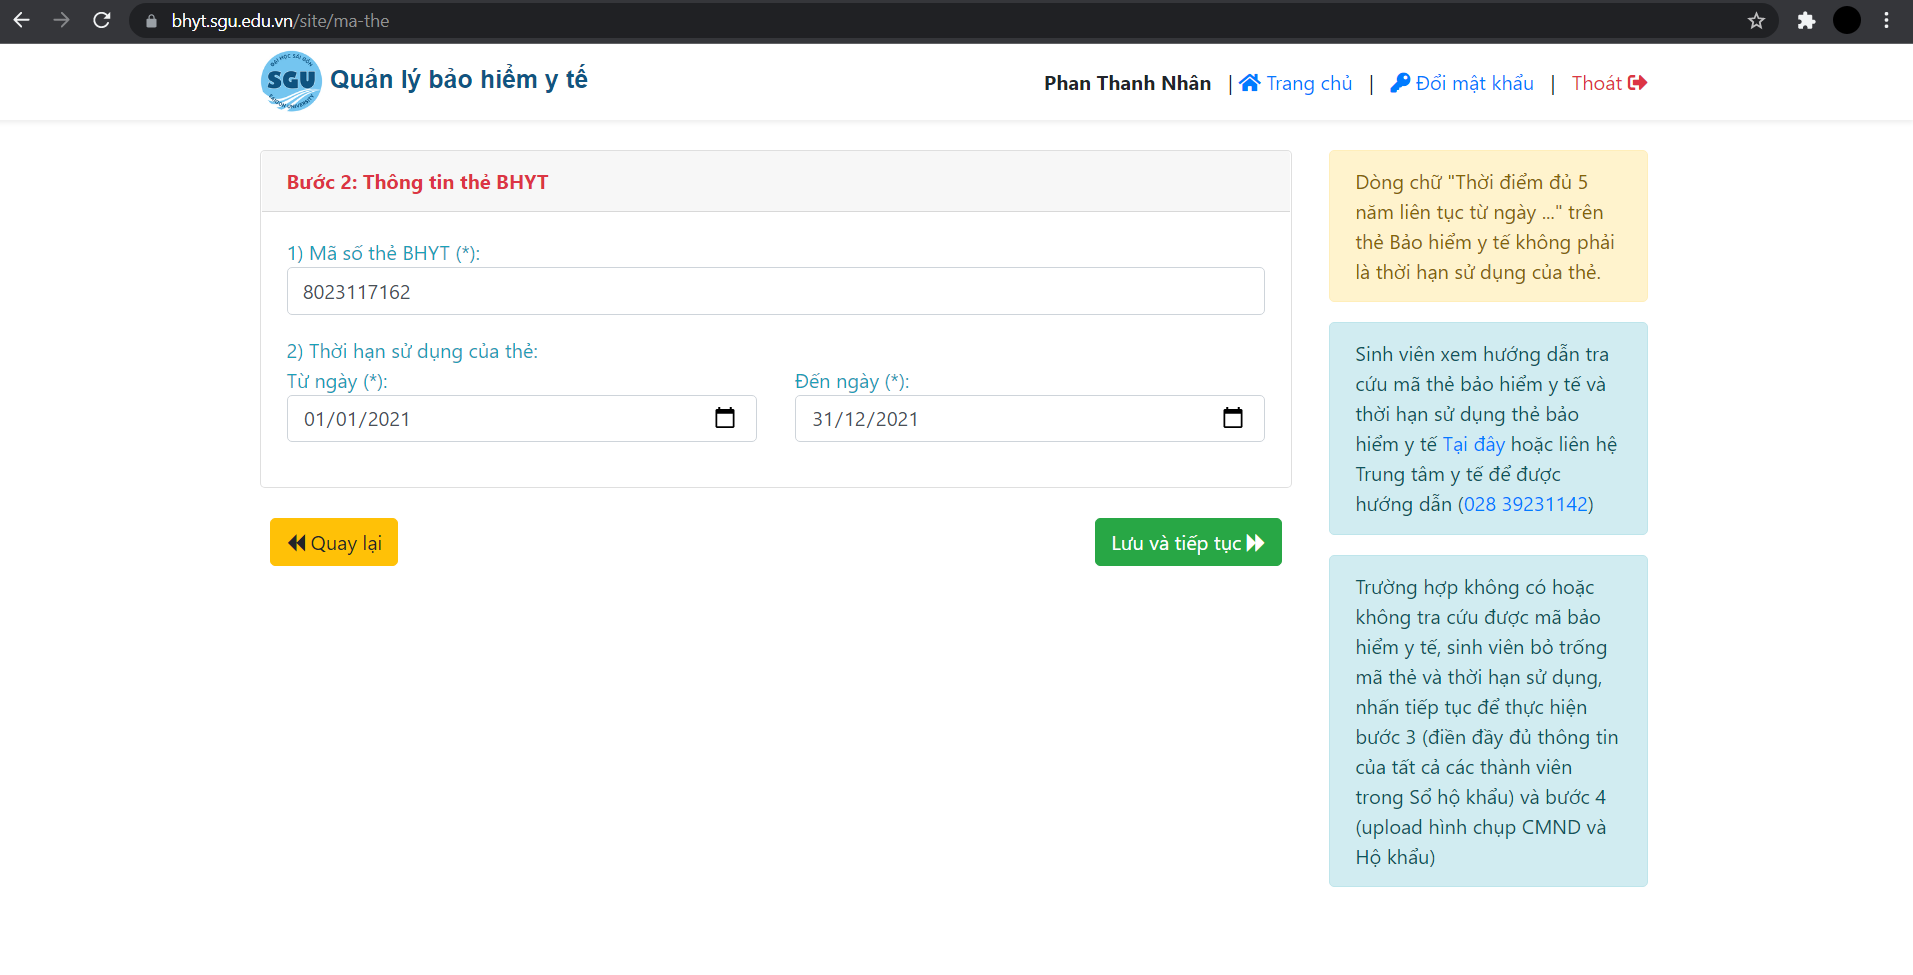 bhyt.sgu.edu.vn/site/ma-the
ĐẠI HỌC SÀI GÒN
SGU
SAIGON UNIVERSITY
Quản lý bảo hiểm y tế
Phan Thanh Nhân | Trang chủ | Đổi mật khẩu | Thoát
Bước 2: Thông tin thẻ BHYT
1) Mã số thẻ BHYT (*):
8023117162
2) Thời hạn sử dụng của thẻ:
Từ ngày (*):
01/01/2021
Đến ngày (*):
31/12/2021
Quay lại
Lưu và tiếp tục
Dòng chữ "Thời điểm đủ 5
năm liên tục từ ngày ..." trên
thẻ Bảo hiểm y tế không phải
là thời hạn sử dụng của thẻ.
Sinh viên xem hướng dẫn tra
cứu mã thẻ bảo hiểm y tế và
thời hạn sử dụng thẻ bảo
hiểm y tế Tại đây hoặc liên hệ
Trung tâm y tế để được
hướng dẫn (028 39231142)
Trường hợp không có hoặc
không tra cứu được mã bảo
hiểm y tế, sinh viên bỏ trống
mã thẻ và thời hạn sử dụng,
nhấn tiếp tục để thực hiện
bước 3 (điền đầy đủ thông tin
của tất cả các thành viên
trong Sổ hộ khẩu) và bước 4
(upload hình chụp CMND và
Hộ khẩu)